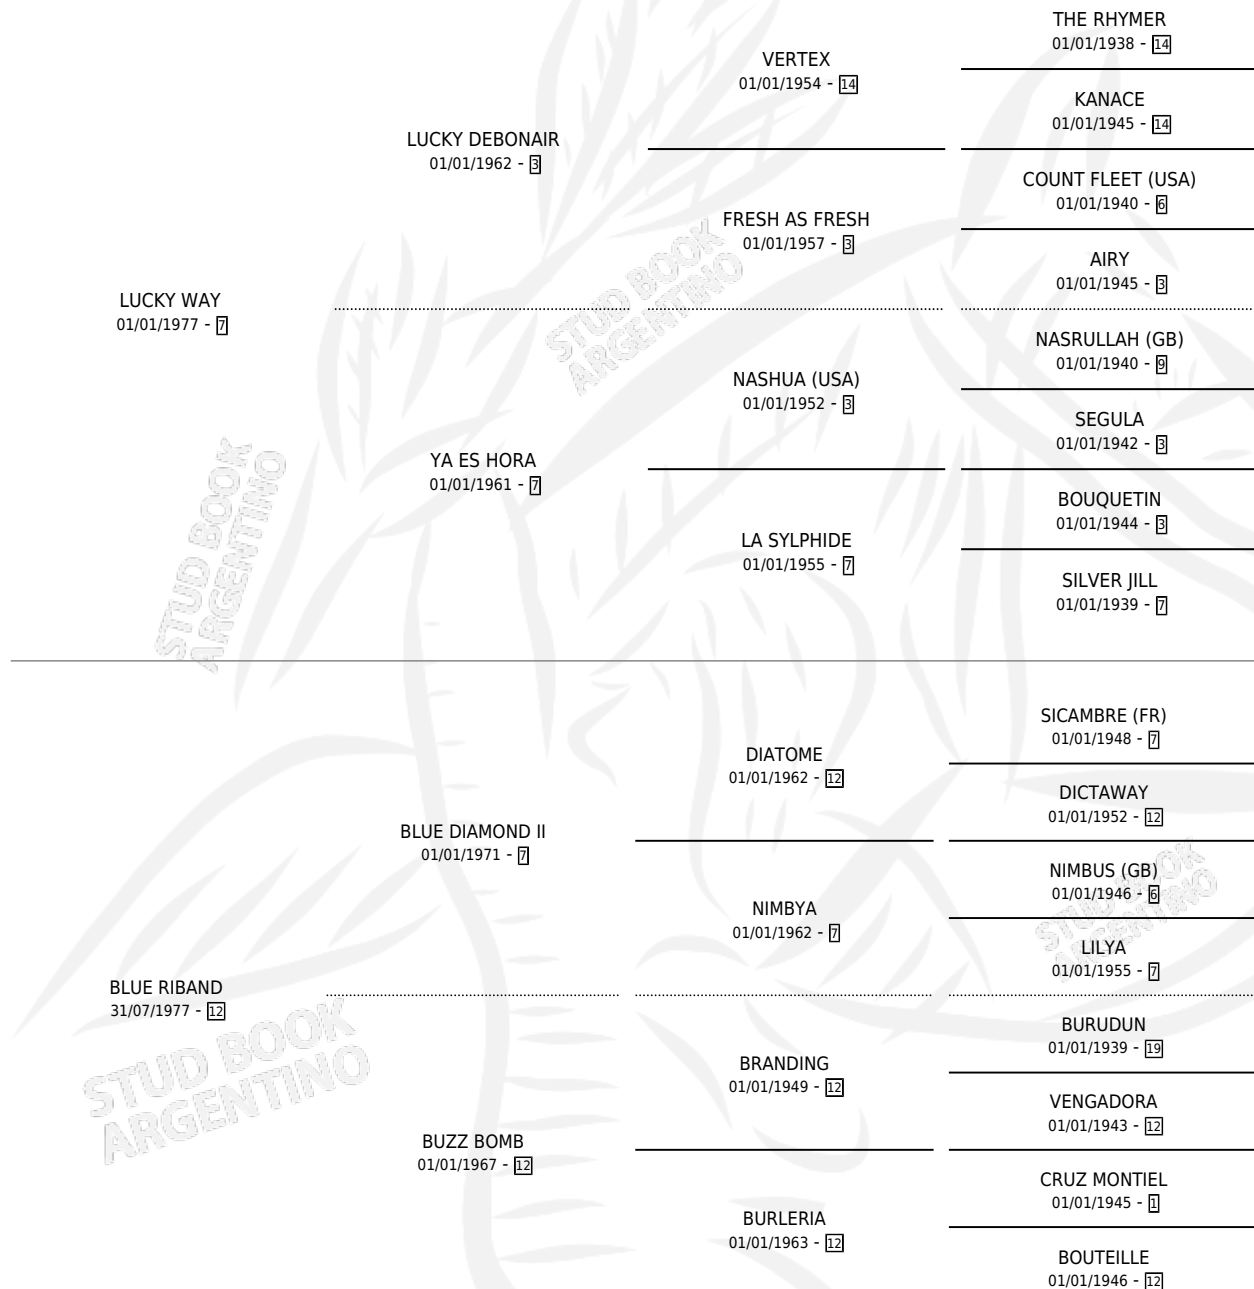 THE RHYMER
01/01/1938 - 14
VERTEX
01/01/1954 - 14
KANACE
01/01/1945 - 14
LUCKY DEBONAIR
01/01/1962 - 3
COUNT FLEET (USA)
01/01/1940 - 6
FRESH AS FRESH
01/01/1957 - 3
AIRY
01/01/1945 - 3
LUCKY WAY
01/01/1977 - 7
NASRULLAH (GB)
01/01/1940 - 9
NASHUA (USA)
01/01/1952 - 3
SEGULA
01/01/1942 - 3
YA ES HORA
01/01/1961 - 7
BOUQUETIN
01/01/1944 - 3
LA SYLPHIDE
01/01/1955 - 7
SILVER JILL
01/01/1939 - 7
SICAMBRE (FR)
01/01/1948 - 7
DIATOME
01/01/1962 - 12
DICTAWAY
01/01/1952 - 12
BLUE DIAMOND II
01/01/1971 - 7
NIMBUS (GB)
01/01/1946 - 6
NIMBYA
01/01/1962 - 7
LILYA
01/01/1955 - 7
BLUE RIBAND
31/07/1977 - 12
BURUDUN
01/01/1939 - 19
BRANDING
01/01/1949 - 12
VENGADORA
01/01/1943 - 12
BUZZ BOMB
01/01/1967 - 12
CRUZ MONTIEL
01/01/1945 - 1
BURLERIA
01/01/1963 - 12
BOUTEILLE
01/01/1946 - 12
STUD BOOK
ARGENTINO
STUD BOOK
ARGENTINO
STUD BOOK
ARGENTINO
STUD BOOK
ARGENTINO